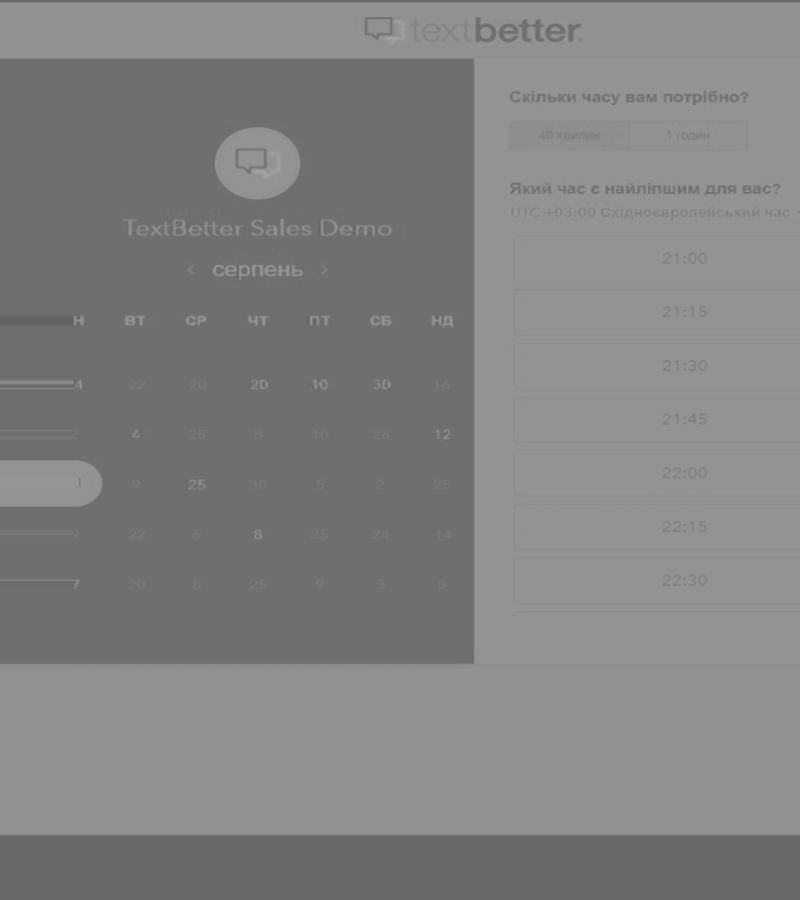 textbetter.
TextBetter Sales Demo
‹ серпень ›
Н ВТ СР ЧТ ПТ СБ НД
4 22 20 20 10 30 16
2 4 25 8 10 26 12
1 9 25 30 5 2 25
9 22 6 8 25 24 14
7 20 8 25 9 3 8
Скільки часу вам потрібно?
40 хвилин 1 годин
Який час є найліпшим для вас?
UTC +03:00 Східноєвропейський час
21:00
21:15
21:30
21:45
22:00
22:15
22:30